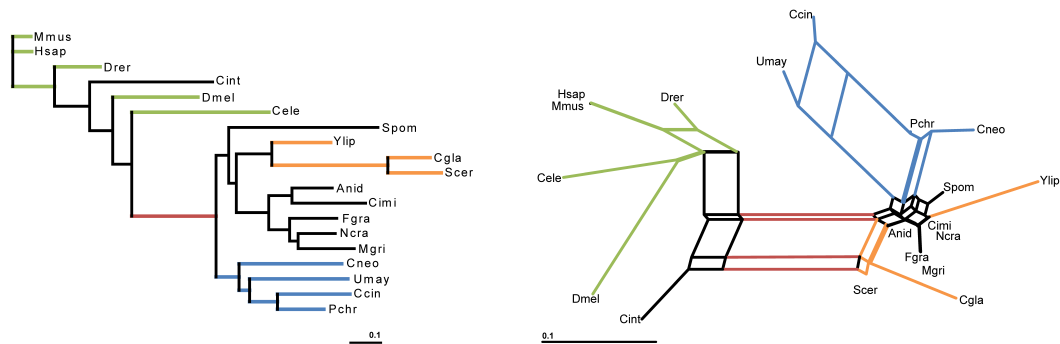 Mmus
Hsap
Drer
Cint
Dmel
Cele
Spom
Ylip
Cgla
Scer
Anid
Cimi
Fgra
Ncra
Mgri
Cneo
Umay
Ccin
Pchr
0.1
Ccin
Umay
Hsap
Mmus
Drer
Pchr
Cneo
Cele
Ylip
Spom
Cimi
Anid
Ncra
Fgra
Mgri
Scer
Dmel
Cgla
Cint
0.1